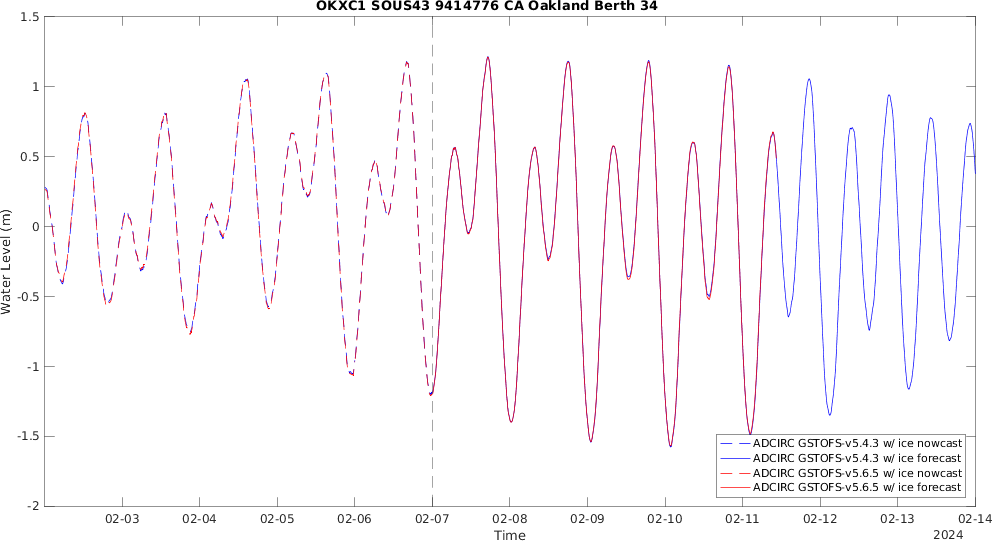 OKXC1 SOUS43 9414776 CA Oakland Berth 34
1.5
1
0.5
0
-0.5
-1
-1.5
-2
Water Level (m)
ADCIRC GSTOFS-v5.4.3 w/ ice nowcast
ADCIRC GSTOFS-v5.4.3 w/ ice forecast
ADCIRC GSTOFS-v5.6.5 w/ ice nowcast
ADCIRC GSTOFS-v5.6.5 w/ ice forecast
02-03 02-04 02-05 02-06 02-07 02-08 02-09 02-10 02-11 02-12 02-13 02-14
Time
2024